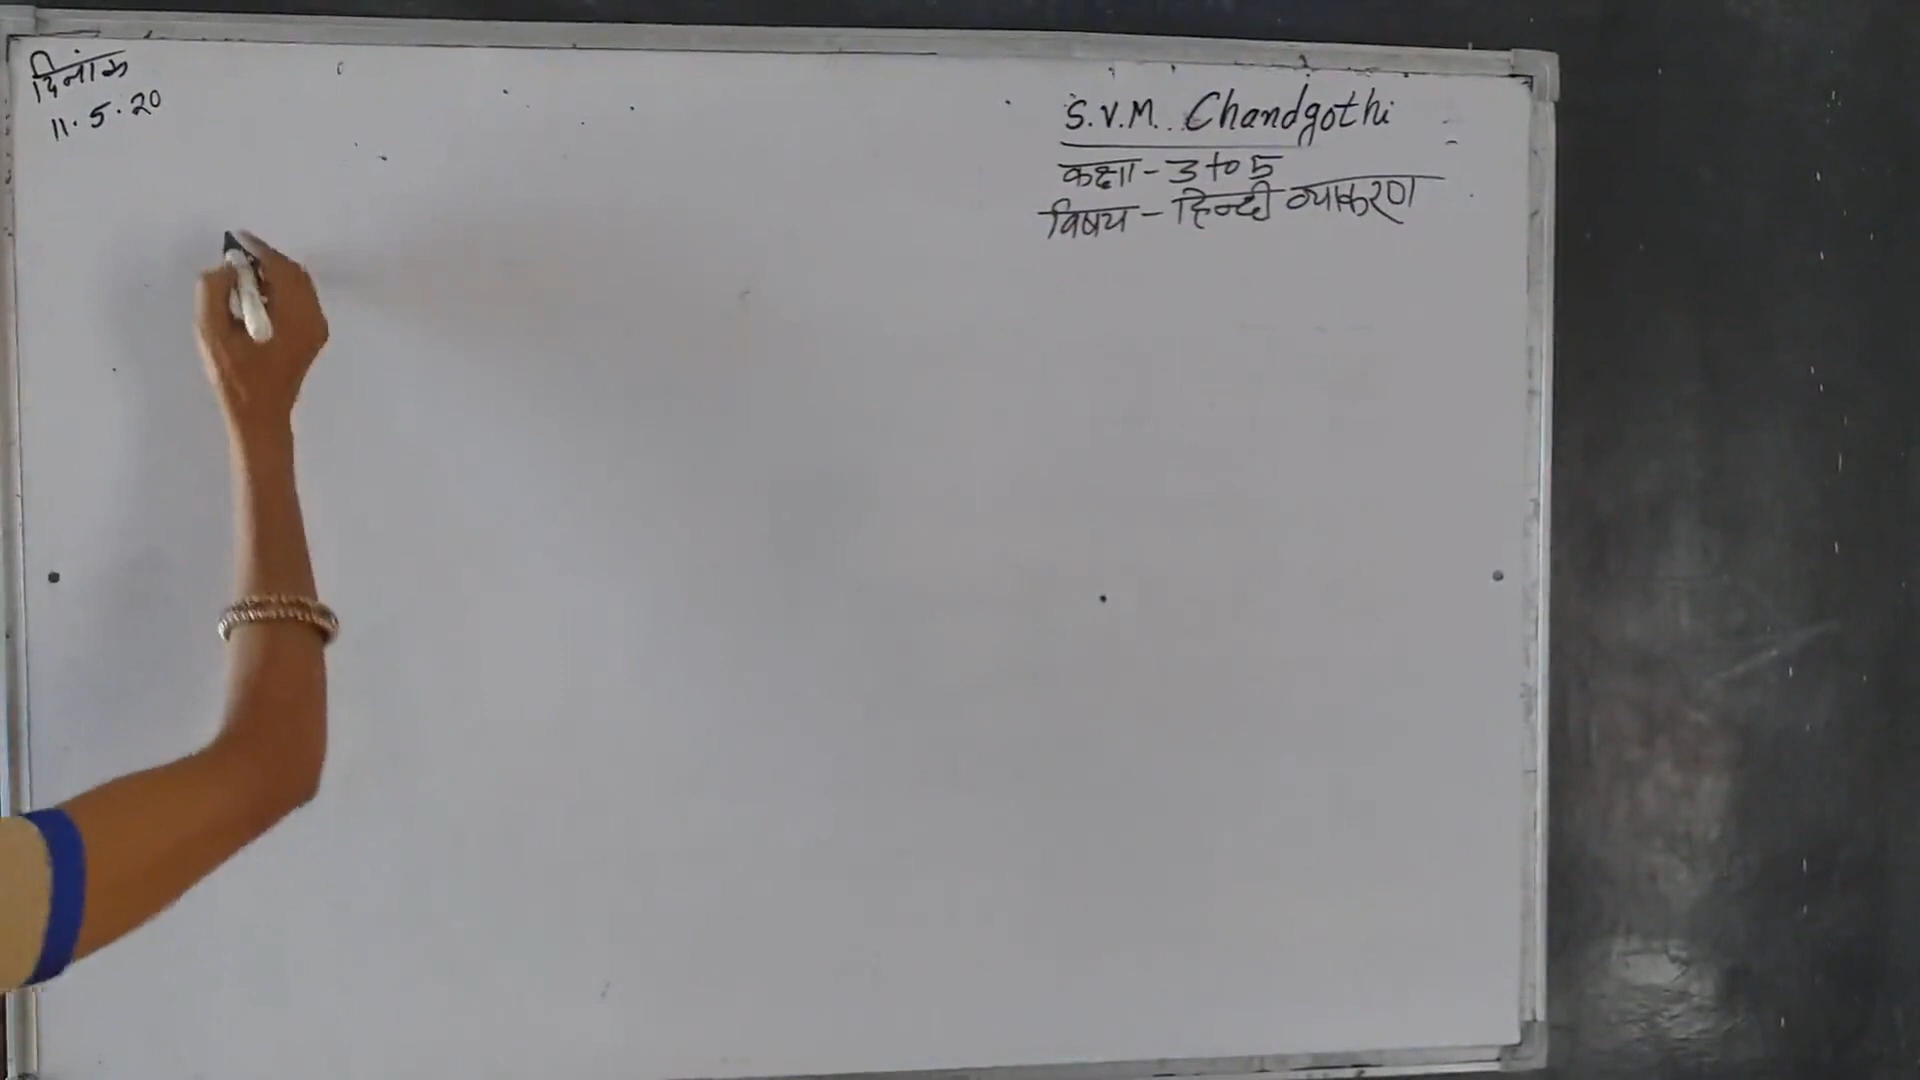 दिनांक
11.5.20
S.V.M. Chandgothi
कक्षा - 3 to 5
विषय - हिन्दी व्याकरण